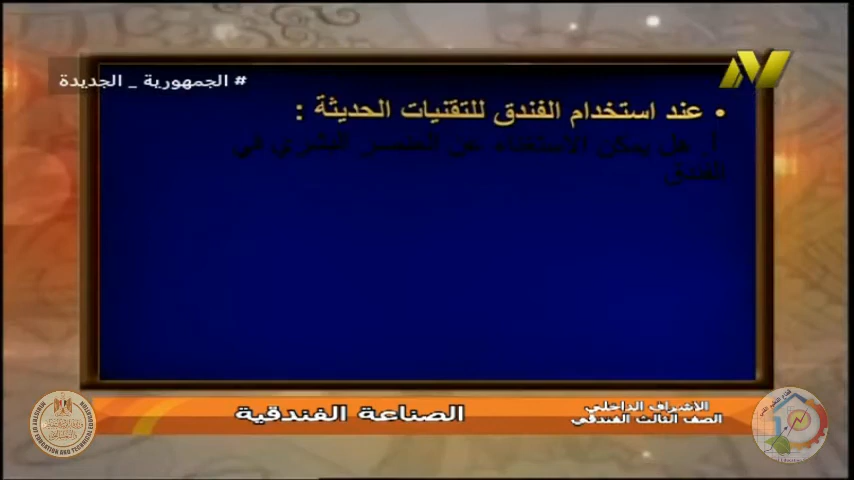 # الجمهورية _ الجديدة
• عند استخدام الفندق للتقنيات الحديثة :
أ. هل يمكن الاستغناء عن العنصر البشري في
الفندق
الإشراف الداخلي
الصف الثالث الفندقي
الصناعة الفندقية